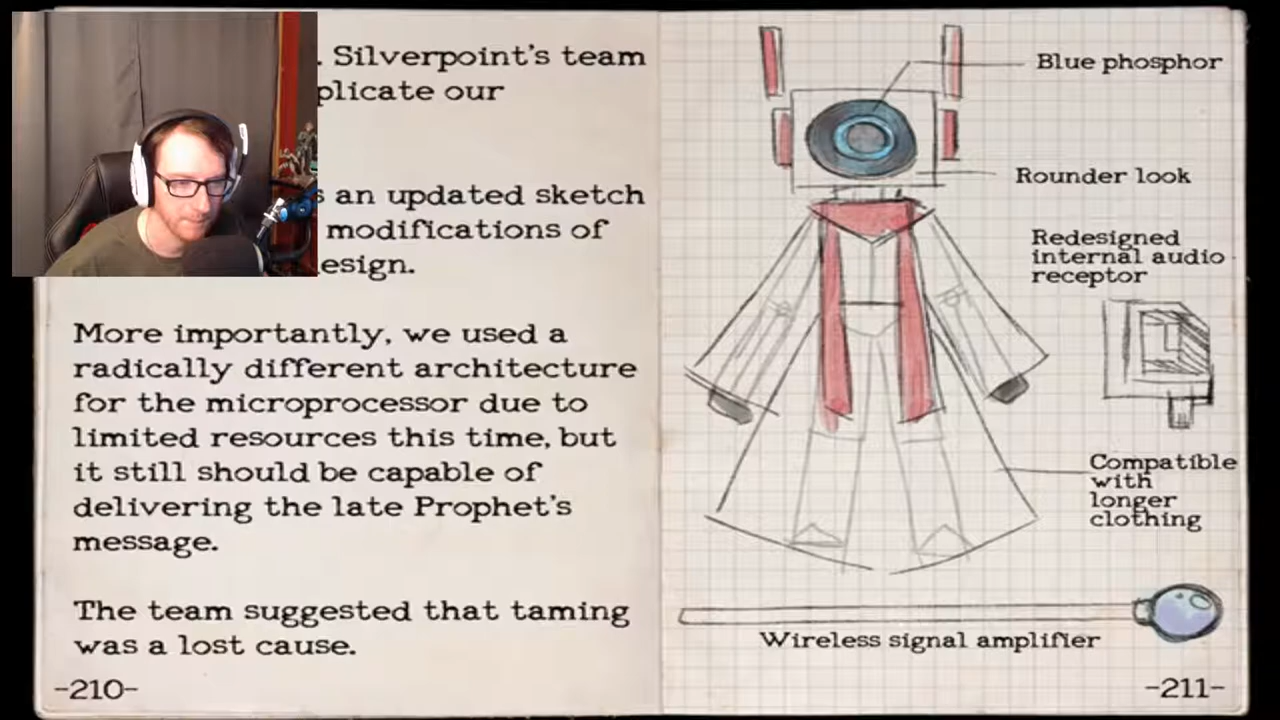 . Silverpoint's team
plicate our
an updated sketch
modifications of
esign.
More importantly, we used a
radically different architecture
for the microprocessor due to
limited resources this time, but
it still should be capable of
delivering the late Prophet's
message.
The team suggested that taming
was a lost cause.
-210-
Blue phosphor
Rounder look
Redesigned
internal audio
receptor
Compatible
with
longer
clothing
Wireless signal amplifier
-211-